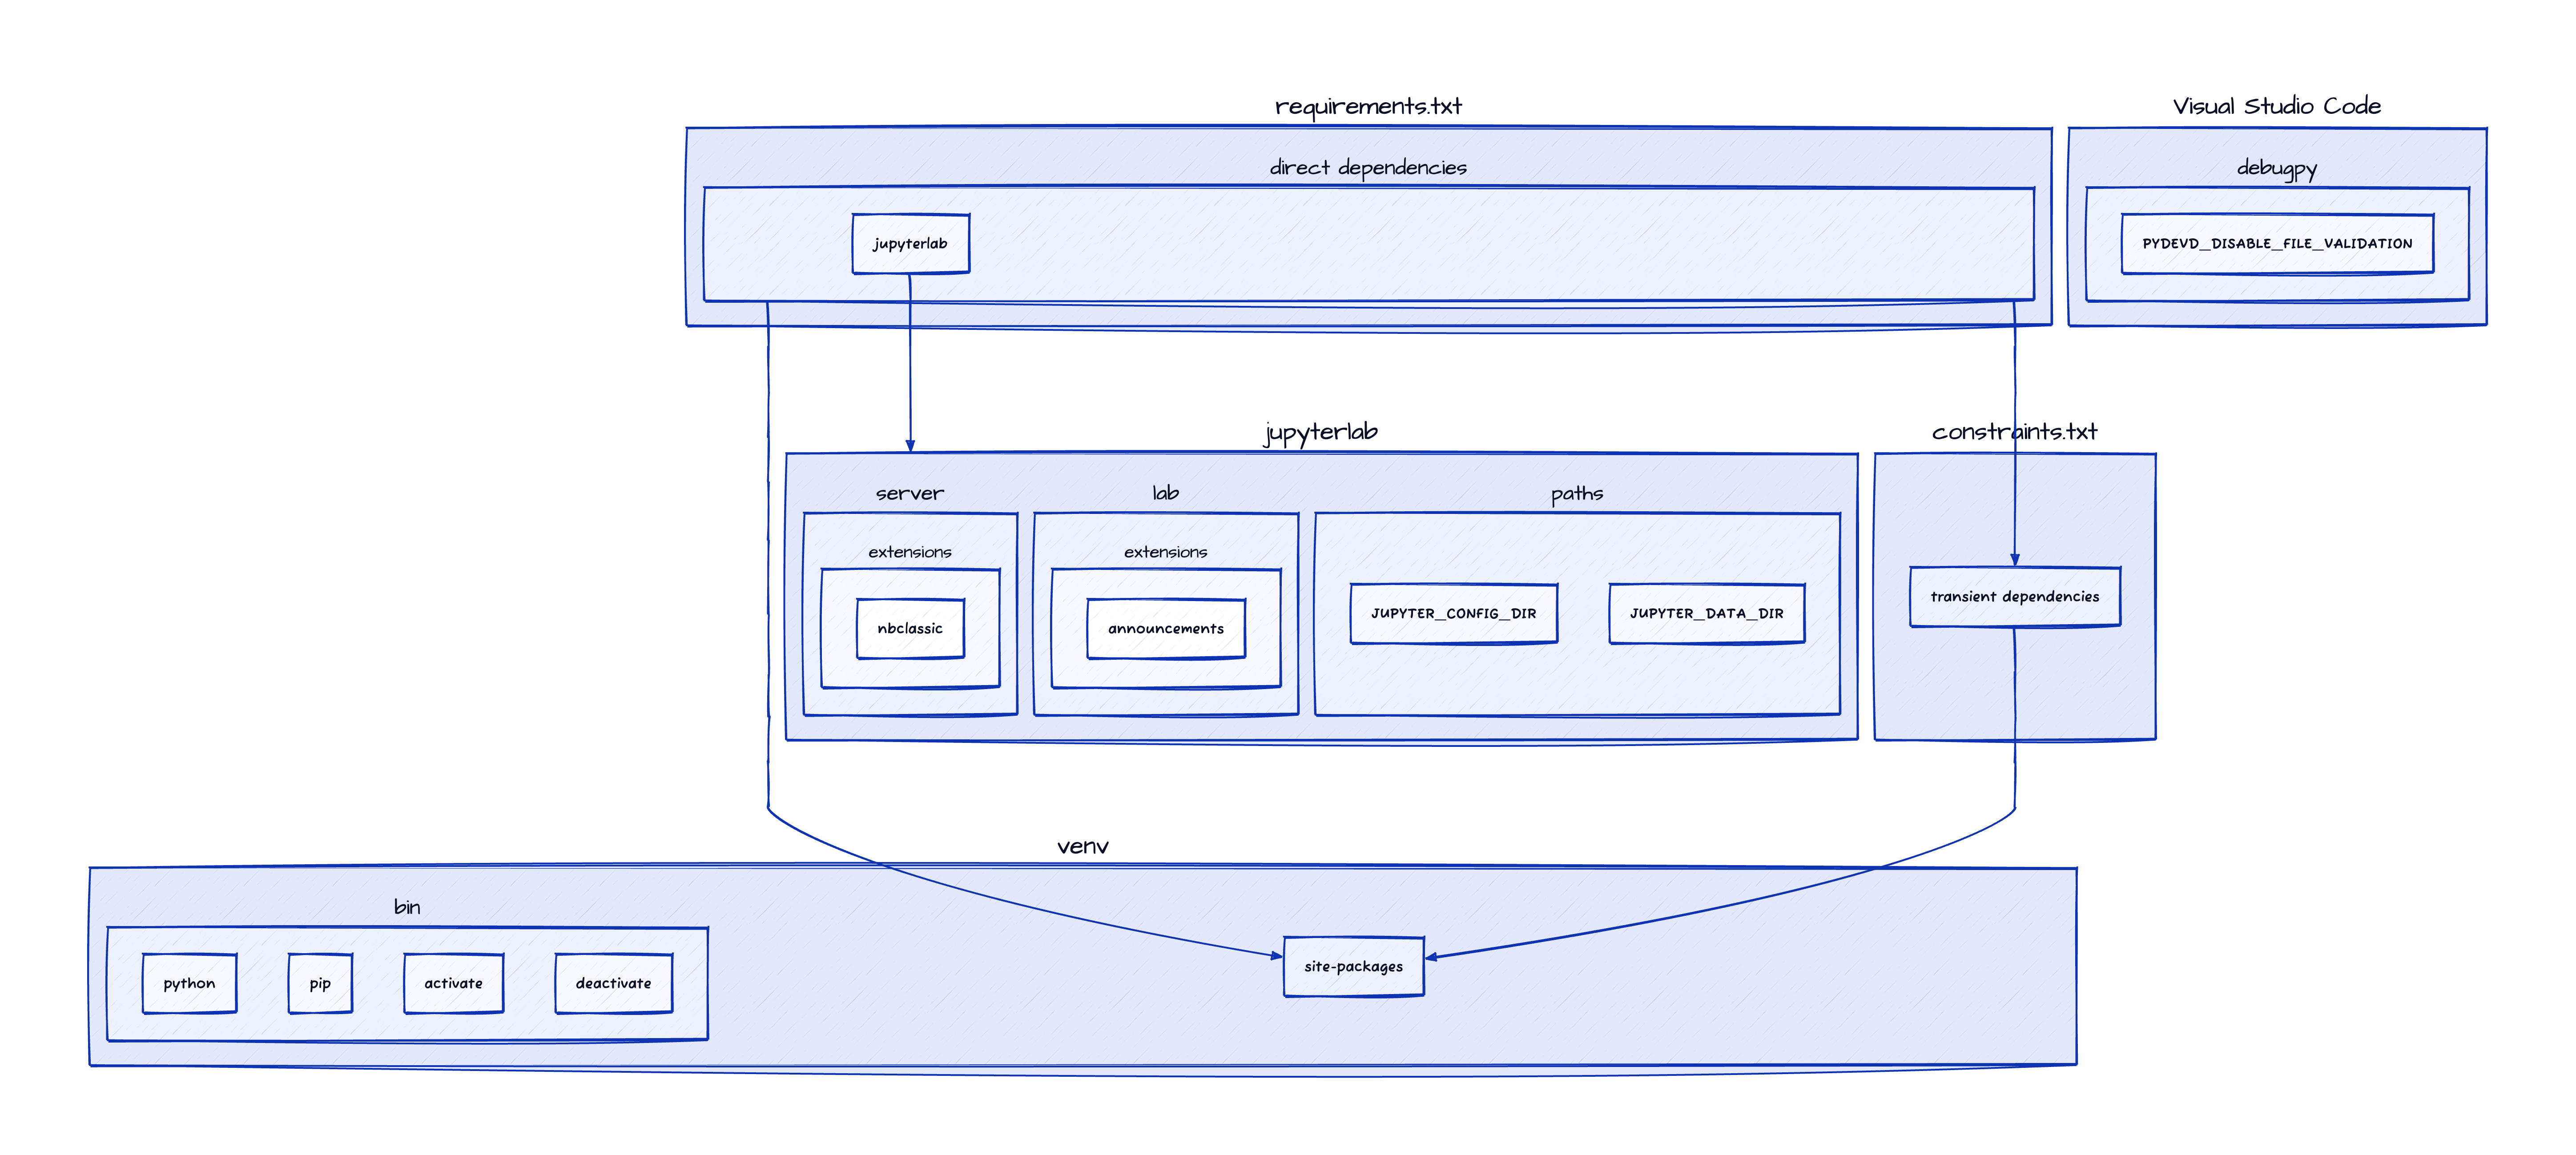 requirements.txt
Visual Studio Code
direct dependencies
debugpy
jupyterlab
PYDEVD_DISABLE_FILE_VALIDATION
jupyterlab
constraints.txt
server
lab
paths
extensions
extensions
nbclassic
announcements
JUPYTER_CONFIG_DIR
JUPYTER_DATA_DIR
transient dependencies
venv
bin
python
pip
activate
deactivate
site-packages